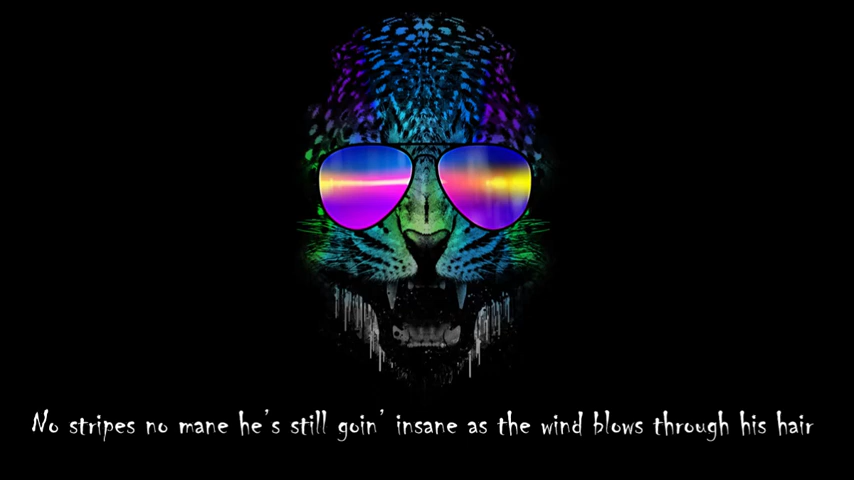 No stripes no mane he's still goin' insane as the wind blows through his hair